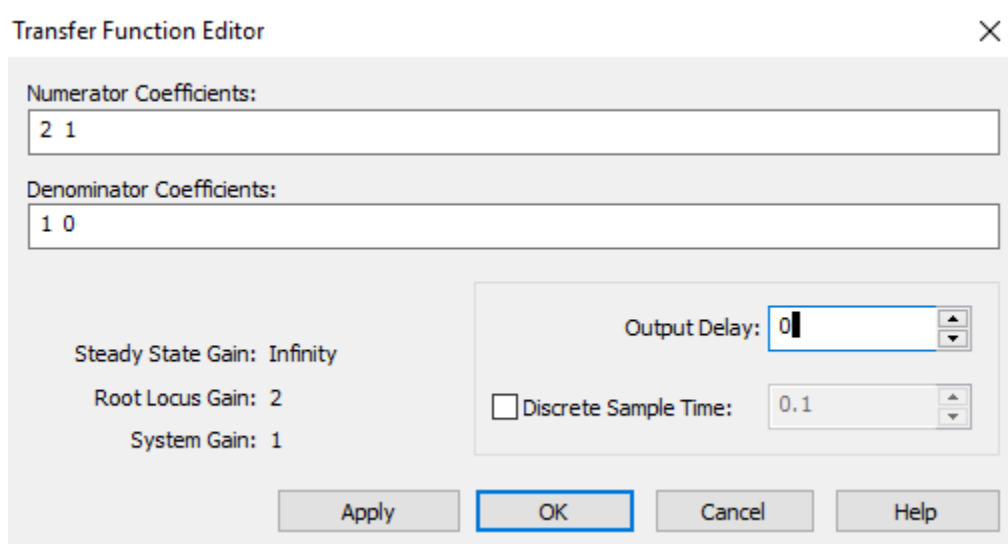 Transfer Function Editor
Numerator Coefficients:
2 1
Denominator Coefficients:
1 0
Output Delay: 0
Steady State Gain: Infinity
Root Locus Gain: 2
Discrete Sample Time: 0.1
System Gain: 1
Apply OK Cancel Help